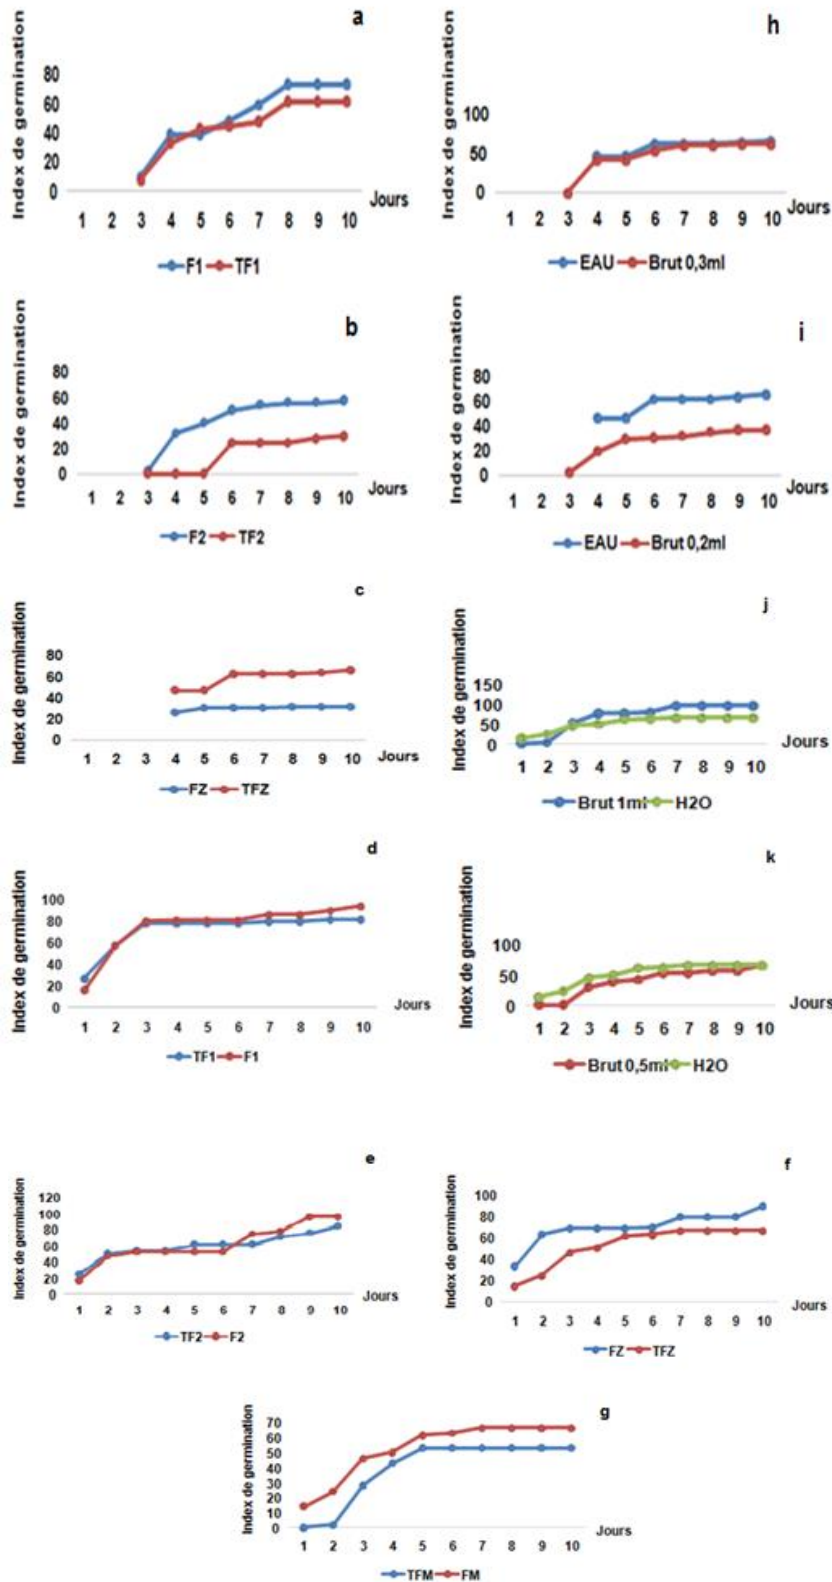 a
Index de germination
80
60
40
20
0
1 2 3 4 5 6 7 8 9 10
Jours
F1 TF1
h
Index de germination
100
50
0
1 2 3 4 5 6 7 8 9 10
Jours
EAU Brut 0,3ml
b
Index de germination
80
60
40
20
0
1 2 3 4 5 6 7 8 9 10
Jours
F2 TF2
i
Index de germination
80
60
40
20
0
1 2 3 4 5 6 7 8 9 10
Jours
EAU Brut 0,2ml
c
Index de germination
80
60
40
20
0
1 2 3 4 5 6 7 8 9 10
Jours
FZ TFZ
j
Index de germination
150
100
50
0
1 2 3 4 5 6 7 8 9 10
Jours
Brut 1ml H2O
d
Index de germination
100
80
60
40
20
0
1 2 3 4 5 6 7 8 9 10
Jours
TF1 F1
k
Index de germination
100
50
0
1 2 3 4 5 6 7 8 9 10
Jours
Brut 0,5ml H2O
e
Index de germination
120
100
80
60
40
20
0
1 2 3 4 5 6 7 8 9 10
Jours
TF2 F2
f
Index de germination
100
80
60
40
20
0
1 2 3 4 5 6 7 8 9 10
Jours
FZ TFZ
g
Index de germination
70
60
50
40
30
20
10
0
1 2 3 4 5 6 7 8 9 10
Jours
TFM FM